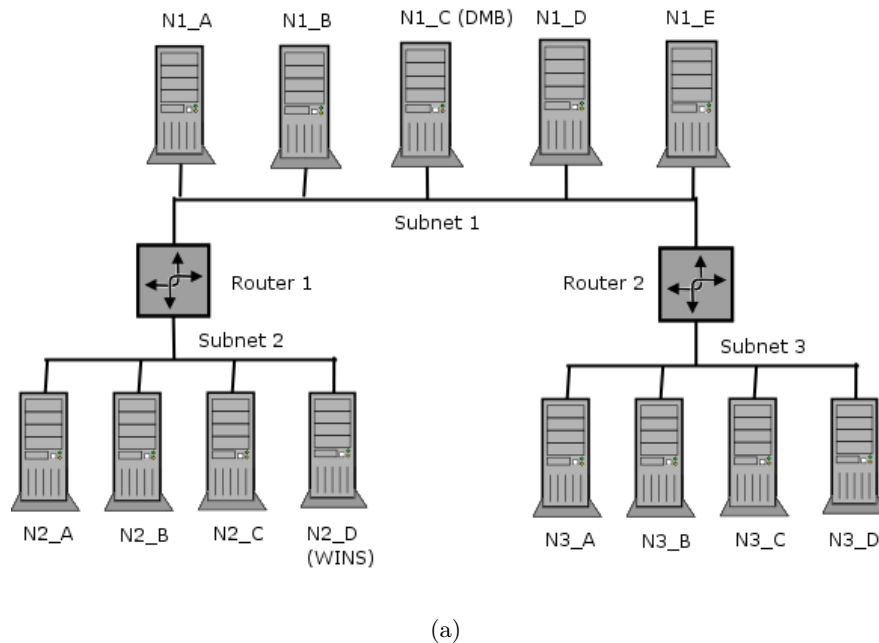 N1_A
N1_B
N1_C (DMB)
N1_D
N1_E
Subnet 1
Router 1
Router 2
Subnet 2
Subnet 3
N2_A
N2_B
N2_C
N2_D
(WINS)
N3_A
N3_B
N3_C
N3_D
(a)